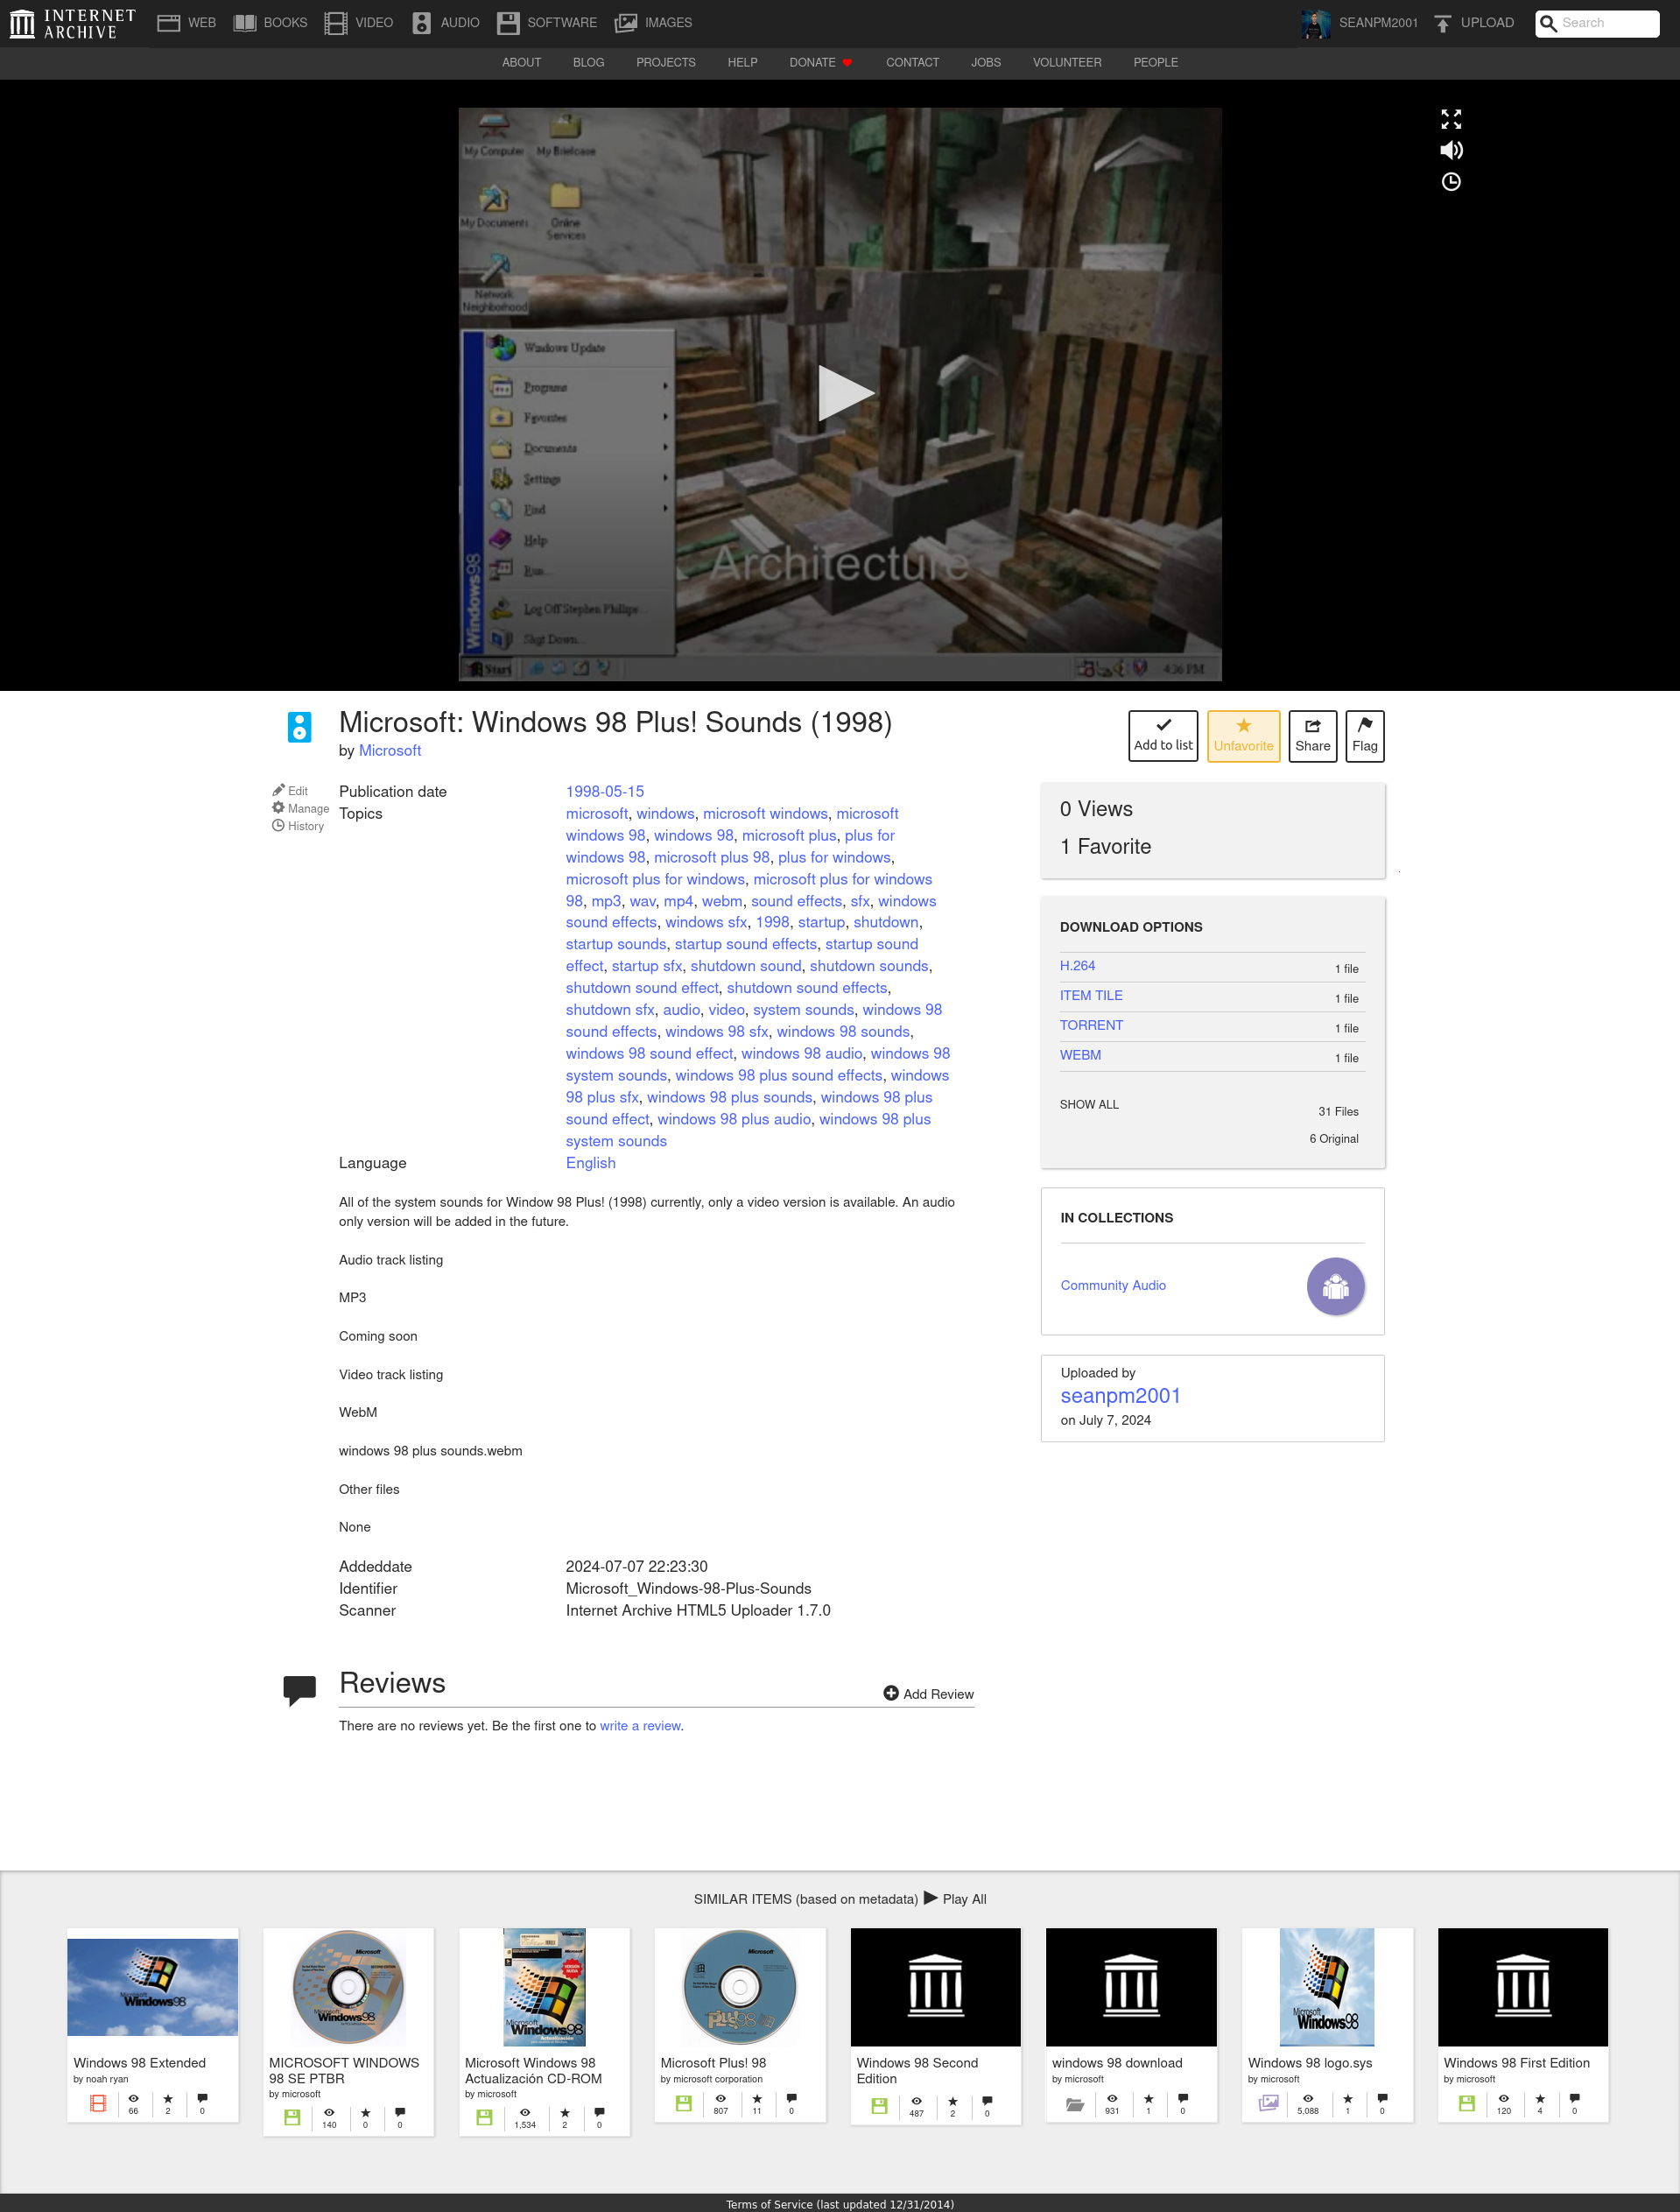 INTERNET ARCHIVE
WEB BOOKS VIDEO AUDIO SOFTWARE IMAGES SEANPM2001 UPLOAD Search
ABOUT BLOG PROJECTS HELP DONATE CONTACT JOBS VOLUNTEER PEOPLE
My Computer My Briefcase
My Documents Online Services
Network Neighborhood
Windows Update
Programs
Favorites
Documents
Settings
Find
Help
Run...
Log Off Stephen Phillips...
Shut Down...
Windows98
Architecture
Start 4:36 PM
Microsoft: Windows 98 Plus! Sounds (1998)
by Microsoft
Add to list Unfavorite Share Flag
Edit
Manage
History
Publication date 1998-05-15
Topics microsoft, windows, microsoft windows, microsoft
windows 98, windows 98, microsoft plus, plus for
windows 98, microsoft plus 98, plus for windows,
microsoft plus for windows, microsoft plus for windows
98, mp3, wav, mp4, webm, sound effects, sfx, windows
sound effects, windows sfx, 1998, startup, shutdown,
startup sounds, startup sound effects, startup sound
effect, startup sfx, shutdown sound, shutdown sounds,
shutdown sound effect, shutdown sound effects,
shutdown sfx, audio, video, system sounds, windows 98
sound effects, windows 98 sfx, windows 98 sounds,
windows 98 sound effect, windows 98 audio, windows 98
system sounds, windows 98 plus sound effects, windows
98 plus sfx, windows 98 plus sounds, windows 98 plus
sound effect, windows 98 plus audio, windows 98 plus
system sounds
Language English
All of the system sounds for Window 98 Plus! (1998) currently, only a video version is available. An audio
only version will be added in the future.
Audio track listing
MP3
Coming soon
Video track listing
WebM
windows 98 plus sounds.webm
Other files
None
Addeddate 2024-07-07 22:23:30
Identifier Microsoft_Windows-98-Plus-Sounds
Scanner Internet Archive HTML5 Uploader 1.7.0
0 Views
1 Favorite
DOWNLOAD OPTIONS
H.264 1 file
ITEM TILE 1 file
TORRENT 1 file
WEBM 1 file
SHOW ALL 31 Files
6 Original
IN COLLECTIONS
Community Audio
Uploaded by
seanpm2001
on July 7, 2024
Reviews
Add Review
There are no reviews yet. Be the first one to write a review.
SIMILAR ITEMS (based on metadata) Play All
Microsoft Windows98
Windows 98 Extended
by noah ryan
66 2 0
Microsoft Windows98
MICROSOFT WINDOWS
98 SE PTBR
by microsoft
140 0 0
Microsoft Windows98
Microsoft Windows 98
Actualización CD-ROM
by microsoft
1,534 2 0
Microsoft Plus! 98
Microsoft Plus! 98
by microsoft corporation
807 11 0
Windows 98 Second
Edition
487 2 0
windows 98 download
by microsoft
931 1 0
Microsoft Windows98
Windows 98 logo.sys
by microsoft
5,088 1 0
Windows 98 First Edition
by microsoft
120 4 0
Terms of Service (last updated 12/31/2014)